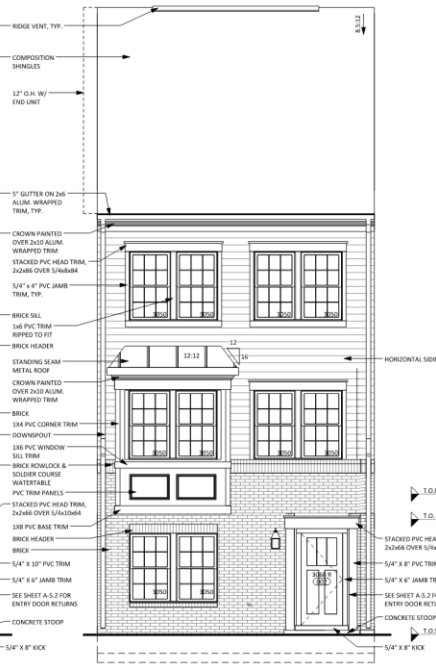 RIDGE VENT, TYP.
COMPOSITION
SHINGLES
12" O.H. W/
END UNIT
8.5:12
5" GUTTER ON 2x6
ALUM. WRAPPED
TRIM, TYP.
CROWN PAINTED
OVER 2x10 ALUM.
WRAPPED TRIM
STACKED PVC HEAD TRIM,
2x2x86 OVER 5/4x8x84
5/4" x 4" PVC JAMB
TRIM, TYP.
BRICK SILL
1x6 PVC TRIM
RIPPED TO FIT
BRICK HEADER
STANDING SEAM
METAL ROOF
CROWN PAINTED
OVER 2x10 ALUM.
WRAPPED TRIM
BRICK
1X4 PVC CORNER TRIM
DOWNSPOUT
1X6 PVC WINDOW
SILL TRIM
BRICK ROWLOCK &
SOLDIER COURSE
WATERTABLE
PVC TRIM PANELS
STACKED PVC HEAD TRIM,
2x2x66 OVER 5/4x10x64
1X8 PVC BASE TRIM
BRICK HEADER
BRICK
5/4" X 10" PVC TRIM
5/4" X 6" JAMB TRIM
SEE SHEET A-5.2 FOR
ENTRY DOOR RETURNS
CONCRETE STOOP
5/4" X 8" KICK
3050
3050
3050
3050
12:12
12
16
3050
3050
3050
3050
3050
3050
HORIZONTAL SIDI
T.O.
T.O.
STACKED PVC HEA
2x2x66 OVER 5/4x
5/4" X 8" PVC TRIM
5/4" X 6" JAMB TR
SEE SHEET A-5.2 FO
ENTRY DOOR RETU
CONCRETE STOOP
T.O.
5/4" X 8" KICK